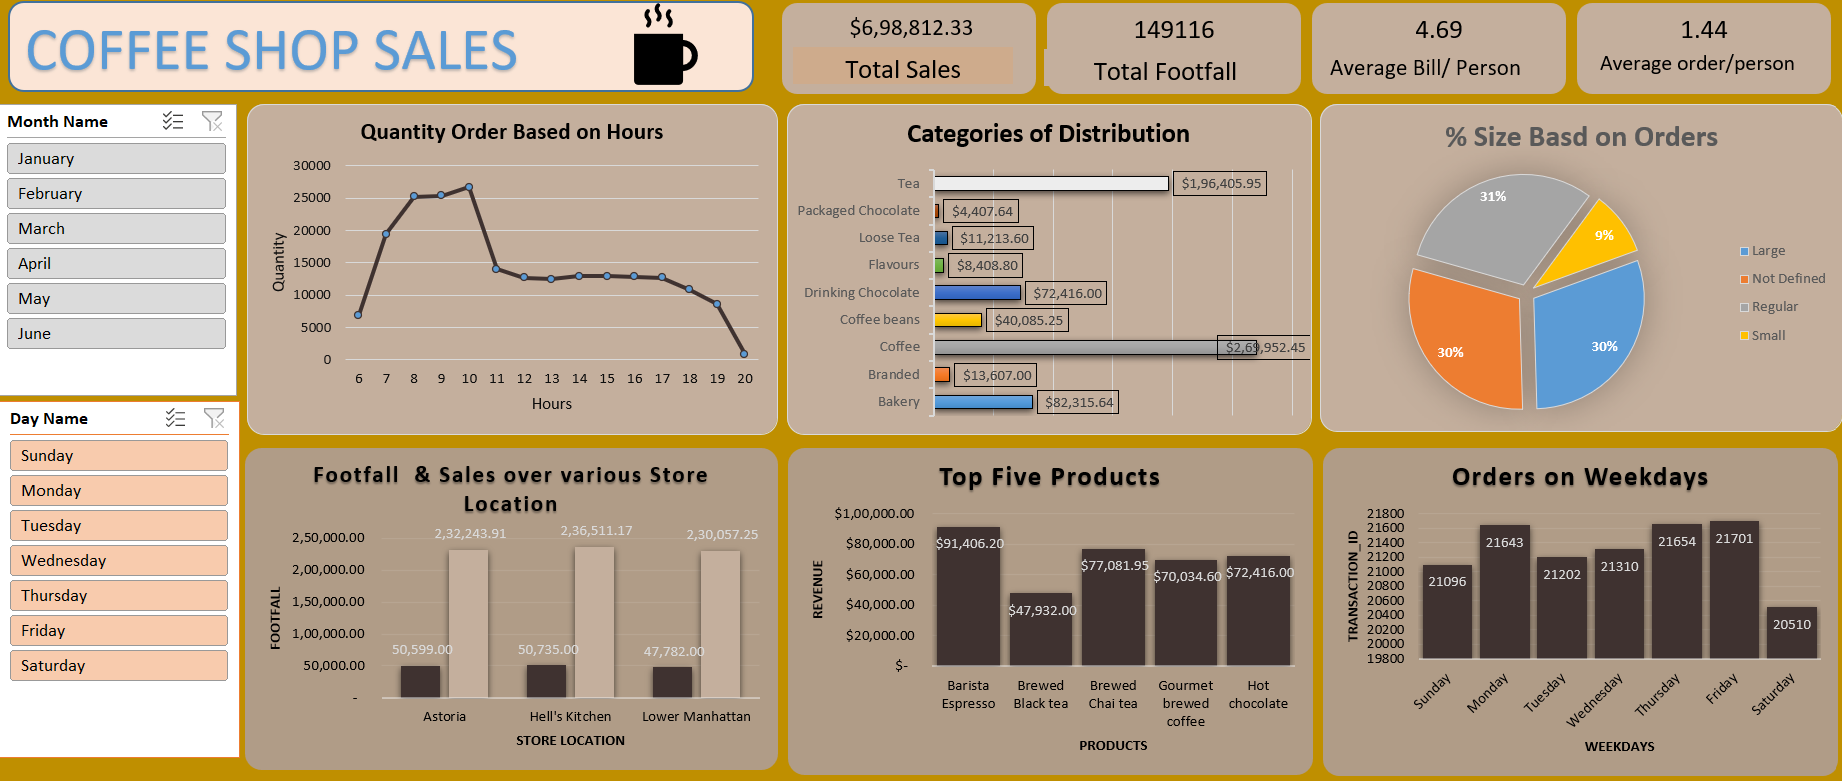 COFFEE SHOP SALES
$6,98,812.33
Total Sales
149116
Total Footfall
4.69
Average Bill/ Person
1.44
Average order/person
Month Name
January
February
March
April
May
June
Day Name
Sunday
Monday
Tuesday
Wednesday
Thursday
Friday
Saturday
Quantity Order Based on Hours
Quantity
30000
25000
20000
15000
10000
5000
0
6 7 8 9 10 11 12 13 14 15 16 17 18 19 20
Hours
Categories of Distribution
Tea $1,96,405.95
Packaged Chocolate $4,407.64
Loose Tea $11,213.60
Flavours $8,408.80
Drinking Chocolate $72,416.00
Coffee beans $40,085.25
Coffee $2,69,952.45
Branded $13,607.00
Bakery $82,315.64
% Size Basd on Orders
31%
9%
30%
30%
Large
Not Defined
Regular
Small
Footfall & Sales over various Store
Location
FOOTFALL
2,50,000.00
2,00,000.00
1,50,000.00
1,00,000.00
50,000.00
-
2,32,243.91 2,36,511.17 2,30,057.25
50,599.00 50,735.00 47,782.00
Astoria Hell's Kitchen Lower Manhattan
STORE LOCATION
Top Five Products
REVENUE
$1,00,000.00
$80,000.00
$60,000.00
$40,000.00
$20,000.00
$-
$91,406.20 $47,932.00 $77,081.95 $70,034.60 $72,416.00
Barista Espresso
Brewed Black tea
Brewed Chai tea
Gourmet brewed coffee
Hot chocolate
PRODUCTS
Orders on Weekdays
TRANSACTION_ID
21800
21600
21400
21200
21000
20800
20600
20400
20200
20000
19800
21096 21643 21202 21310 21654 21701 20510
Sunday Monday Tuesday Wednesday Thursday Friday Saturday
WEEKDAYS